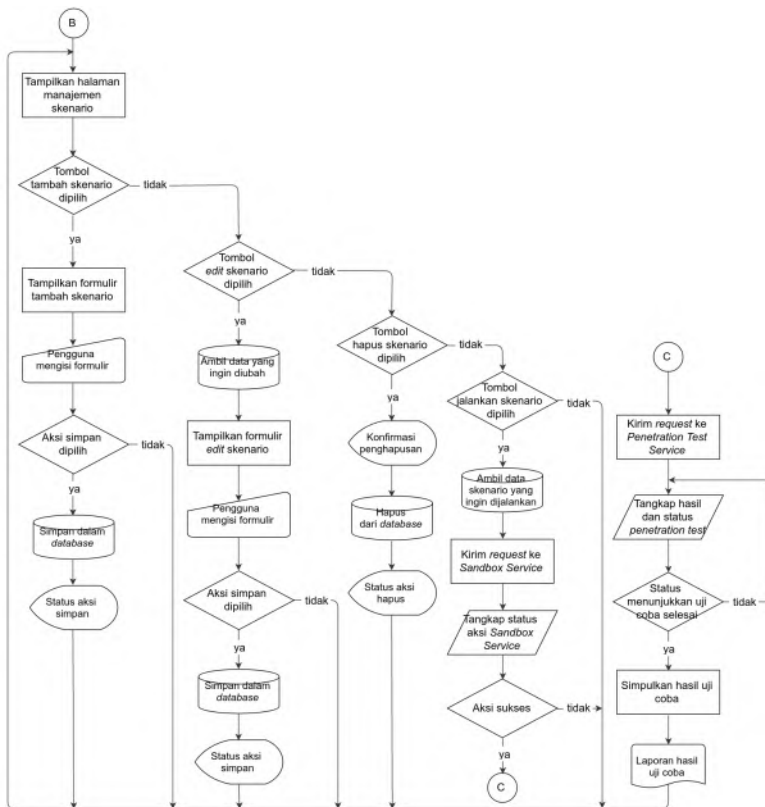 B
Tampilkan halaman
manajemen
skenario
Tombol
tambah skenario
dipilih
tidak
ya
Tampilkan formulir
tambah skenario
Pengguna
mengisi formulir
Aksi simpan
dipilih
tidak
ya
Simpan dalam
database
Status aksi
simpan
Tombol
edit skenario
dipilih
tidak
ya
Ambil data yang
ingin diubah
Tampilkan formulir
edit skenario
Pengguna
mengisi formulir
Aksi simpan
dipilih
tidak
ya
Simpan dalam
database
Status aksi
simpan
Tombol
hapus skenario
dipilih
tidak
ya
Konfirmasi
penghapusan
Hapus
dari database
Status aksi
hapus
Tombol
jalankan skenario
dipilih
tidak
ya
Ambil data
skenario yang
ingin dijalankan
Kirim request ke
Sandbox Service
Tangkap status
aksi Sandbox
Service
Aksi sukses
tidak
ya
C
C
Kirim request ke
Penetration Test
Service
Tangkap hasil
dan status
penetration test
Status
menunjukkan uji
coba selesai
tidak
ya
Simpulkan hasil uji
coba
Laporan hasil
uji coba